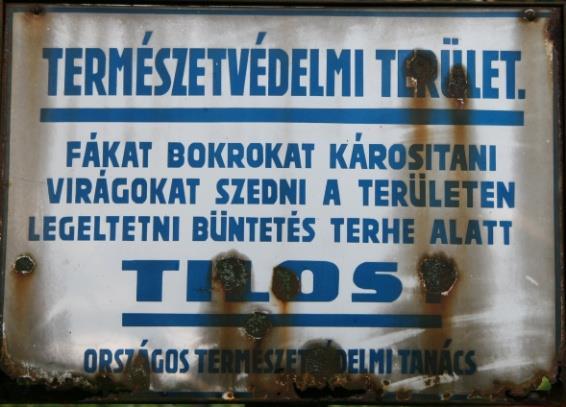 TERMÉSZETVÉDELMI TERÜLET.
FÁKAT BOKROKAT KÁROSITANI
VIRÁGOKAT SZEDNI A TERÜLETEN
LEGELTETNI BÜNTETÉS TERHE ALATT
TILOS!
ORSZÁGOS TERMÉSZETVÉDELMI TANÁCS